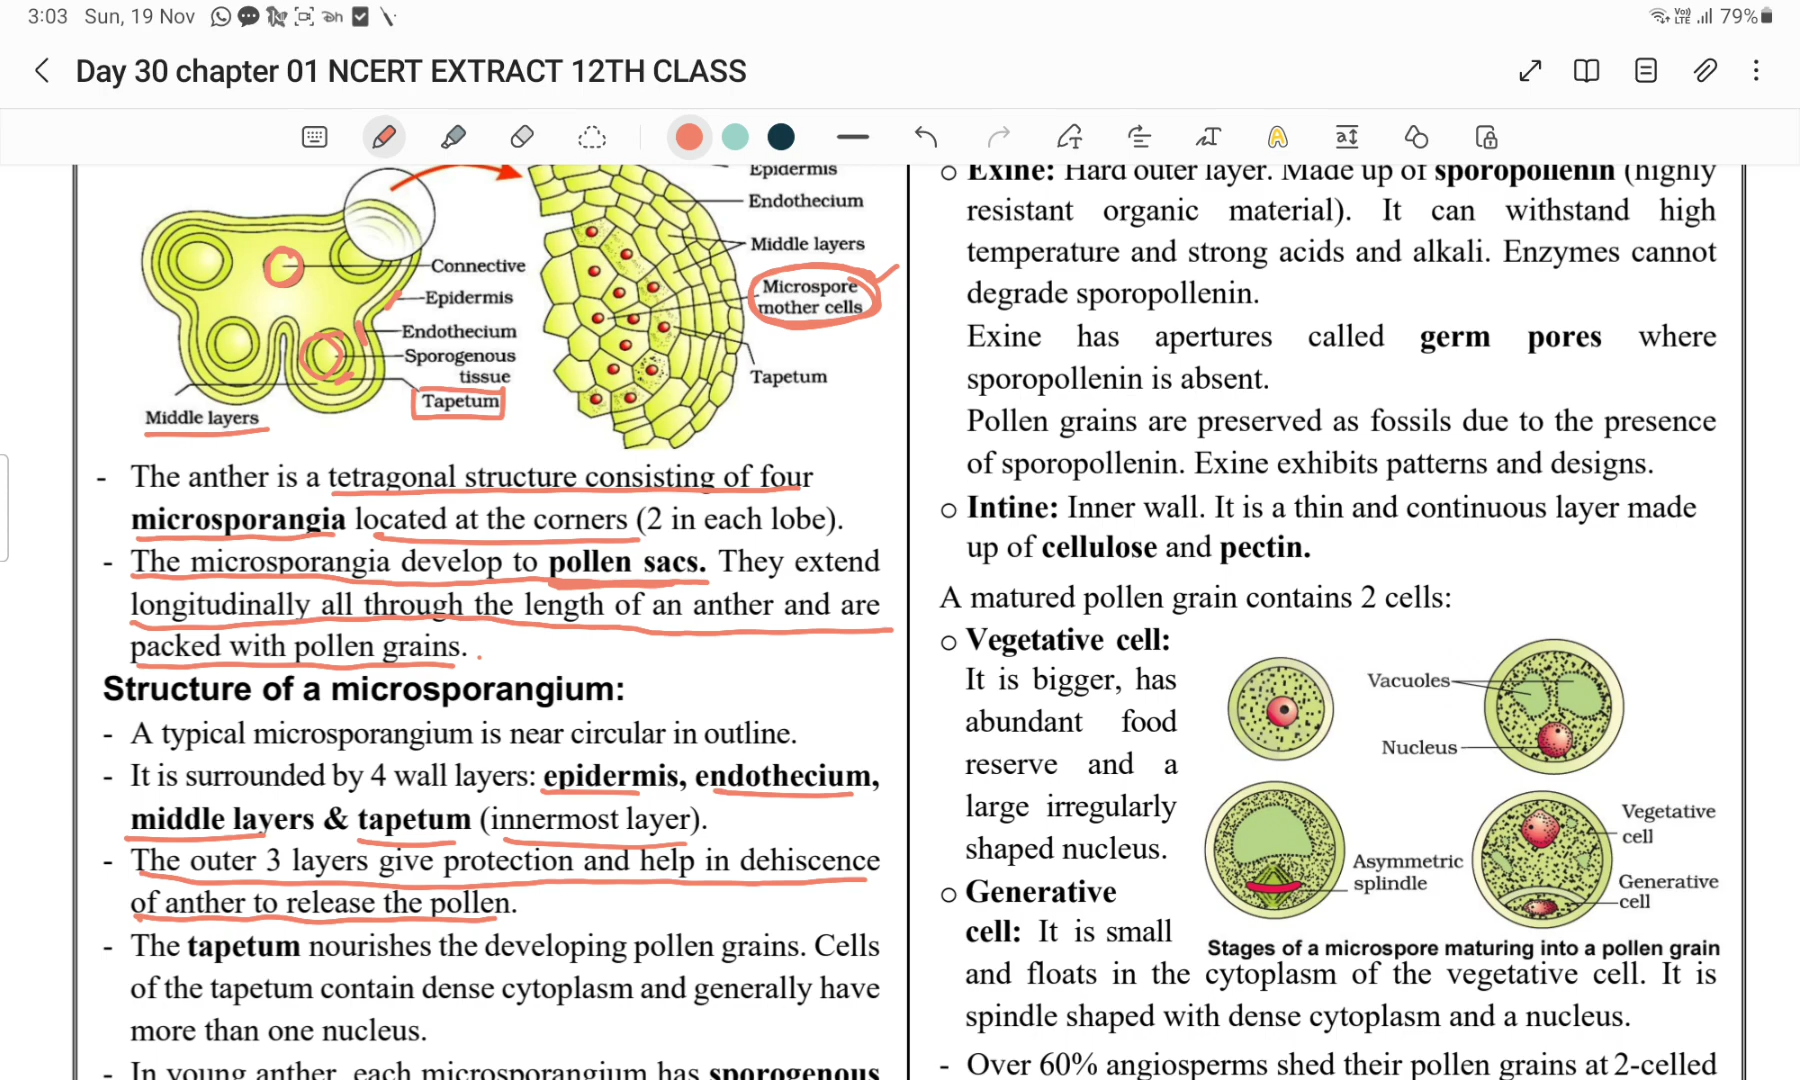 3:03 Sun, 19 Nov
79%
Day 30 chapter 01 NCERT EXTRACT 12TH CLASS
Epidermis
Endothecium
Middle layers
Microspore
mother cells
Tapetum
Connective
Epidermis
Endothecium
Sporogenous
tissue
Tapetum
Middle layers
- The anther is a tetragonal structure consisting of four
microsporangia located at the corners (2 in each lobe).
- The microsporangia develop to pollen sacs. They extend
longitudinally all through the length of an anther and are
packed with pollen grains.
Structure of a microsporangium:
- A typical microsporangium is near circular in outline.
- It is surrounded by 4 wall layers: epidermis, endothecium,
middle layers & tapetum (innermost layer).
- The outer 3 layers give protection and help in dehiscence
of anther to release the pollen.
- The tapetum nourishes the developing pollen grains. Cells
of the tapetum contain dense cytoplasm and generally have
more than one nucleus.
- In young anther, each microsporangium has sporogenous
o Exine: Hard outer layer. Made up of sporopollenin (highly
resistant organic material). It can withstand high
temperature and strong acids and alkali. Enzymes cannot
degrade sporopollenin.
Exine has apertures called germ pores where
sporopollenin is absent.
Pollen grains are preserved as fossils due to the presence
of sporopollenin. Exine exhibits patterns and designs.
o Intine: Inner wall. It is a thin and continuous layer made
up of cellulose and pectin.
A matured pollen grain contains 2 cells:
o Vegetative cell:
It is bigger, has
abundant food
reserve and a
large irregularly
shaped nucleus.
o Generative
cell: It is small
and floats in the cytoplasm of the vegetative cell. It is
spindle shaped with dense cytoplasm and a nucleus.
Vacuoles
Nucleus
Asymmetric
splindle
Vegetative
cell
Generative
cell
Stages of a microspore maturing into a pollen grain
- Over 60% angiosperms shed their pollen grains at 2-celled